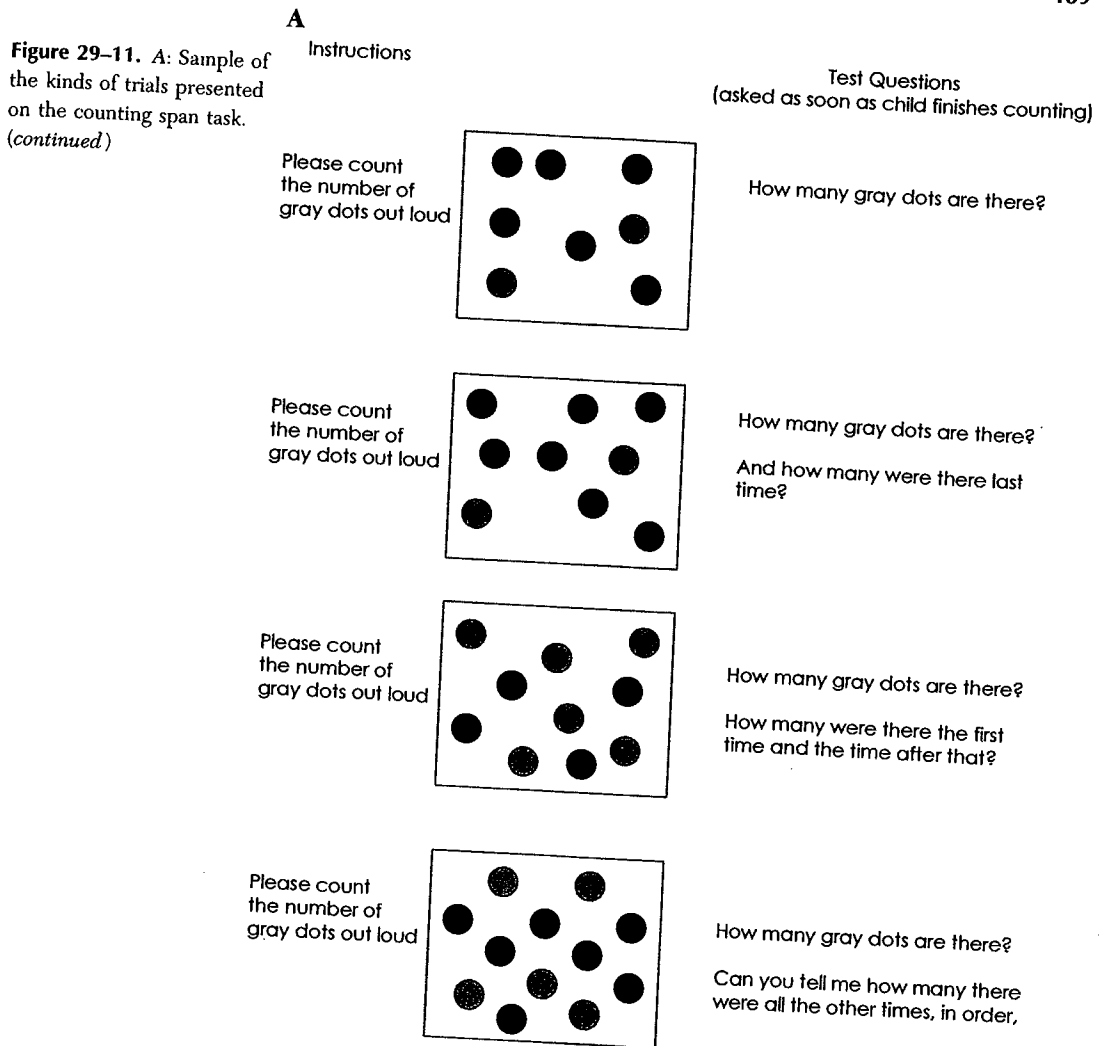 A
Figure 29–11. A: Sample of
the kinds of trials presented
on the counting span task.
(continued)
Instructions
Test Questions
(asked as soon as child finishes counting)
Please count
the number of
gray dots out loud
How many gray dots are there?
Please count
the number of
gray dots out loud
How many gray dots are there?
And how many were there last
time?
Please count
the number of
gray dots out loud
How many gray dots are there?
How many were there the first
time and the time after that?
Please count
the number of
gray dots out loud
How many gray dots are there?
Can you tell me how many there
were all the other times, in order,